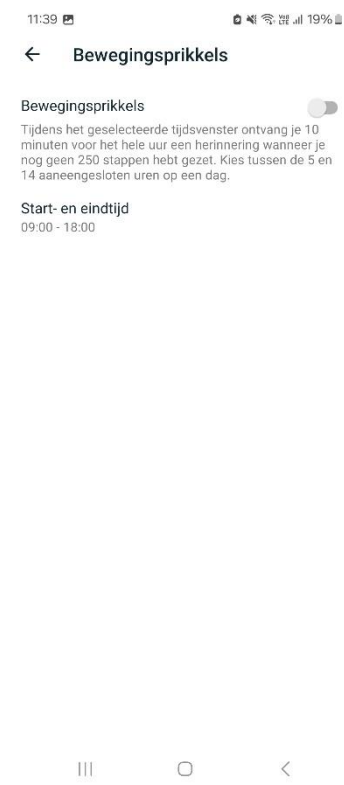 11:39 19%
Bewegingsprikkels
Bewegingsprikkels
Tijdens het geselecteerde tijdsvenster ontvang je 10
minuten voor het hele uur een herinnering wanneer je
nog geen 250 stappen hebt gezet. Kies tussen de 5 en
14 aaneengesloten uren op een dag.
Start- en eindtijd
09:00 - 18:00